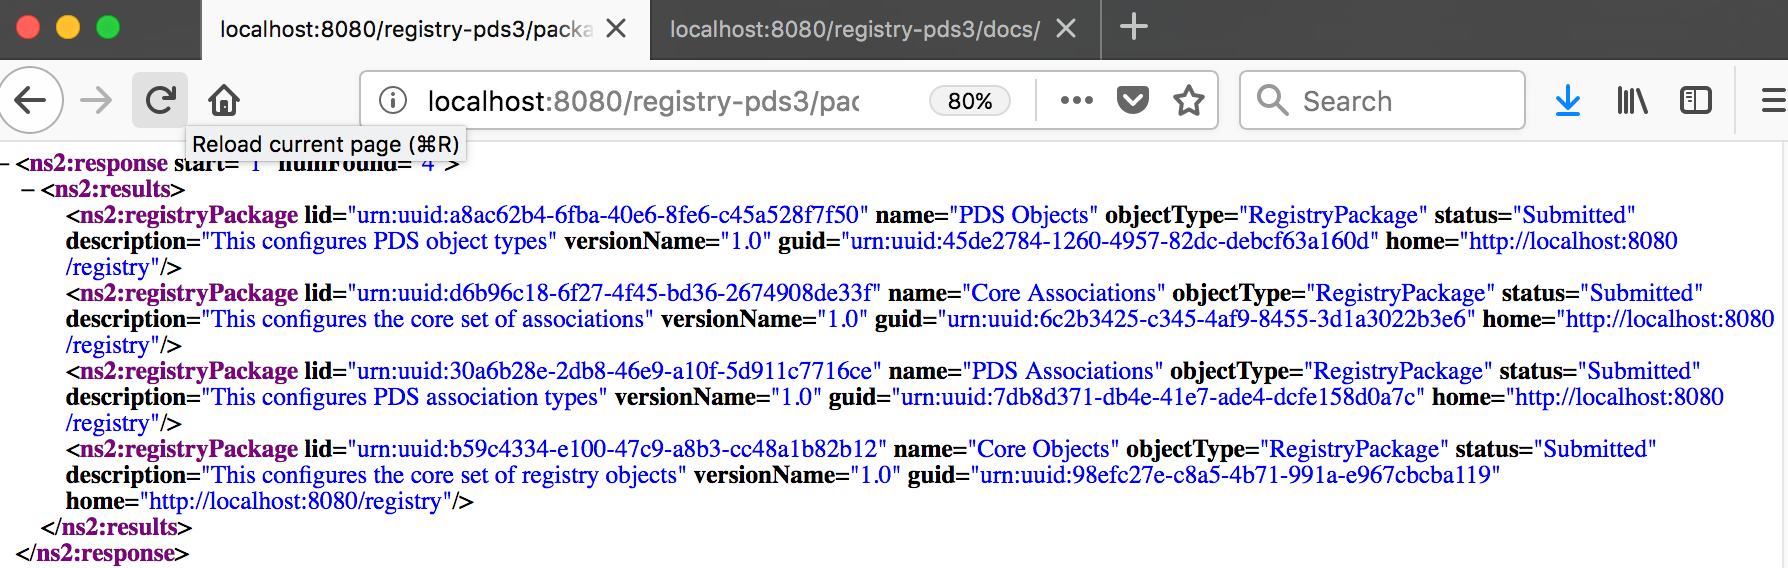 localhost:8080/registry-pds3/packa
localhost:8080/registry-pds3/docs/
localhost:8080/registry-pds3/pac
80%
Search
Reload current page (⌘R)
– <ns2:response start="1" numFound="4">
– <ns2:results>
<ns2:registryPackage lid="urn:uuid:a8ac62b4-6fba-40e6-8fe6-c45a528f7f50" name="PDS Objects" objectType="RegistryPackage" status="Submitted"
description="This configures PDS object types" versionName="1.0" guid="urn:uuid:45de2784-1260-4957-82dc-debcf63a160d" home="http://localhost:8080
/registry"/>
<ns2:registryPackage lid="urn:uuid:d6b96c18-6f27-4f45-bd36-2674908de33f" name="Core Associations" objectType="RegistryPackage" status="Submitted"
description="This configures the core set of associations" versionName="1.0" guid="urn:uuid:6c2b3425-c345-4af9-8455-3d1a3022b3e6" home="http://localhost:8080
/registry"/>
<ns2:registryPackage lid="urn:uuid:30a6b28e-2db8-46e9-a10f-5d911c7716ce" name="PDS Associations" objectType="RegistryPackage" status="Submitted"
description="This configures PDS association types" versionName="1.0" guid="urn:uuid:7db8d371-db4e-41e7-ade4-dcfe158d0a7c" home="http://localhost:8080
/registry"/>
<ns2:registryPackage lid="urn:uuid:b59c4334-e100-47c9-a8b3-cc48a1b82b12" name="Core Objects" objectType="RegistryPackage" status="Submitted"
description="This configures the core set of registry objects" versionName="1.0" guid="urn:uuid:98efc27e-c8a5-4b71-991a-e967cbcba119"
home="http://localhost:8080/registry"/>
</ns2:results>
</ns2:response>